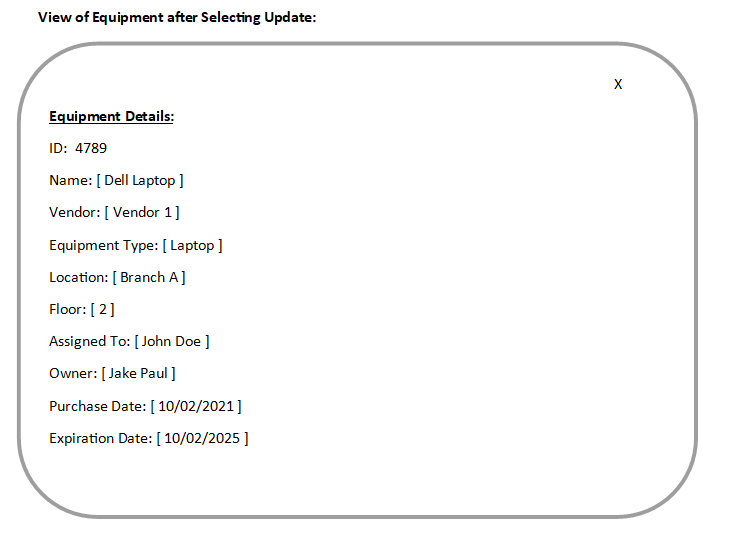 View of Equipment after Selecting Update:
X
Equipment Details:
ID:  4789
Name: [ Dell Laptop ]
Vendor: [ Vendor 1 ]
Equipment Type: [ Laptop ]
Location: [ Branch A ]
Floor: [ 2 ]
Assigned To: [ John Doe ]
Owner: [ Jake Paul ]
Purchase Date: [ 10/02/2021 ]
Expiration Date: [ 10/02/2025 ]